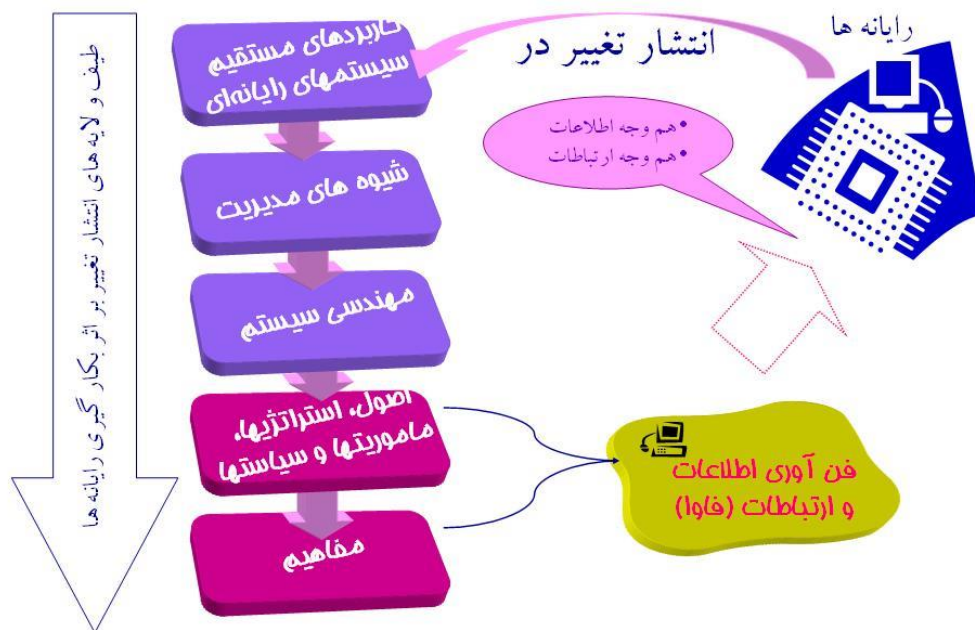 رایانه ها
انتشار تغییر در
کاربردهای مستقیم
سیستمهای رایانه‌ای
• هم وجه اطلاعات
• هم وجه ارتباطات
شیوه های مدیریت
مهندسی سیستم
اصول، استراتژیها،
ماموریتها و سیاستها
مفاهیم
فن آوری اطلاعات
و ارتباطات (فاوا)
طیف و لایه های انتشار تغییر بر اثر بکار گیری رایانه ها